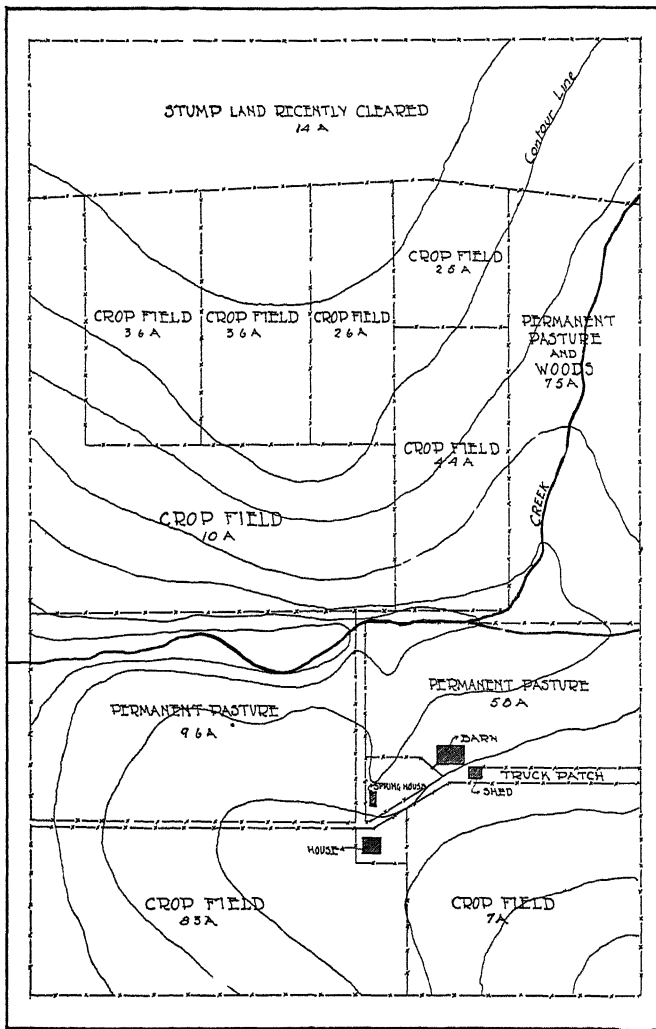 STUMP LAND RECENTLY CLEARED
14 A
Contour Line
CROP FIELD
36 A
CROP FIELD
36 A
CROP FIELD
26 A
CROP FIELD
25 A
PERMANENT
PASTURE
AND
WOODS
75 A
CROP FIELD
44 A
CROP FIELD
10 A
CREEK
PERMANENT PASTURE
96 A
PERMANENT PASTURE
58 A
BARN
TRUCK PATCH
SHED
SPRING HOUSE
HOUSE
CROP FIELD
83 A
CROP FIELD
7 A